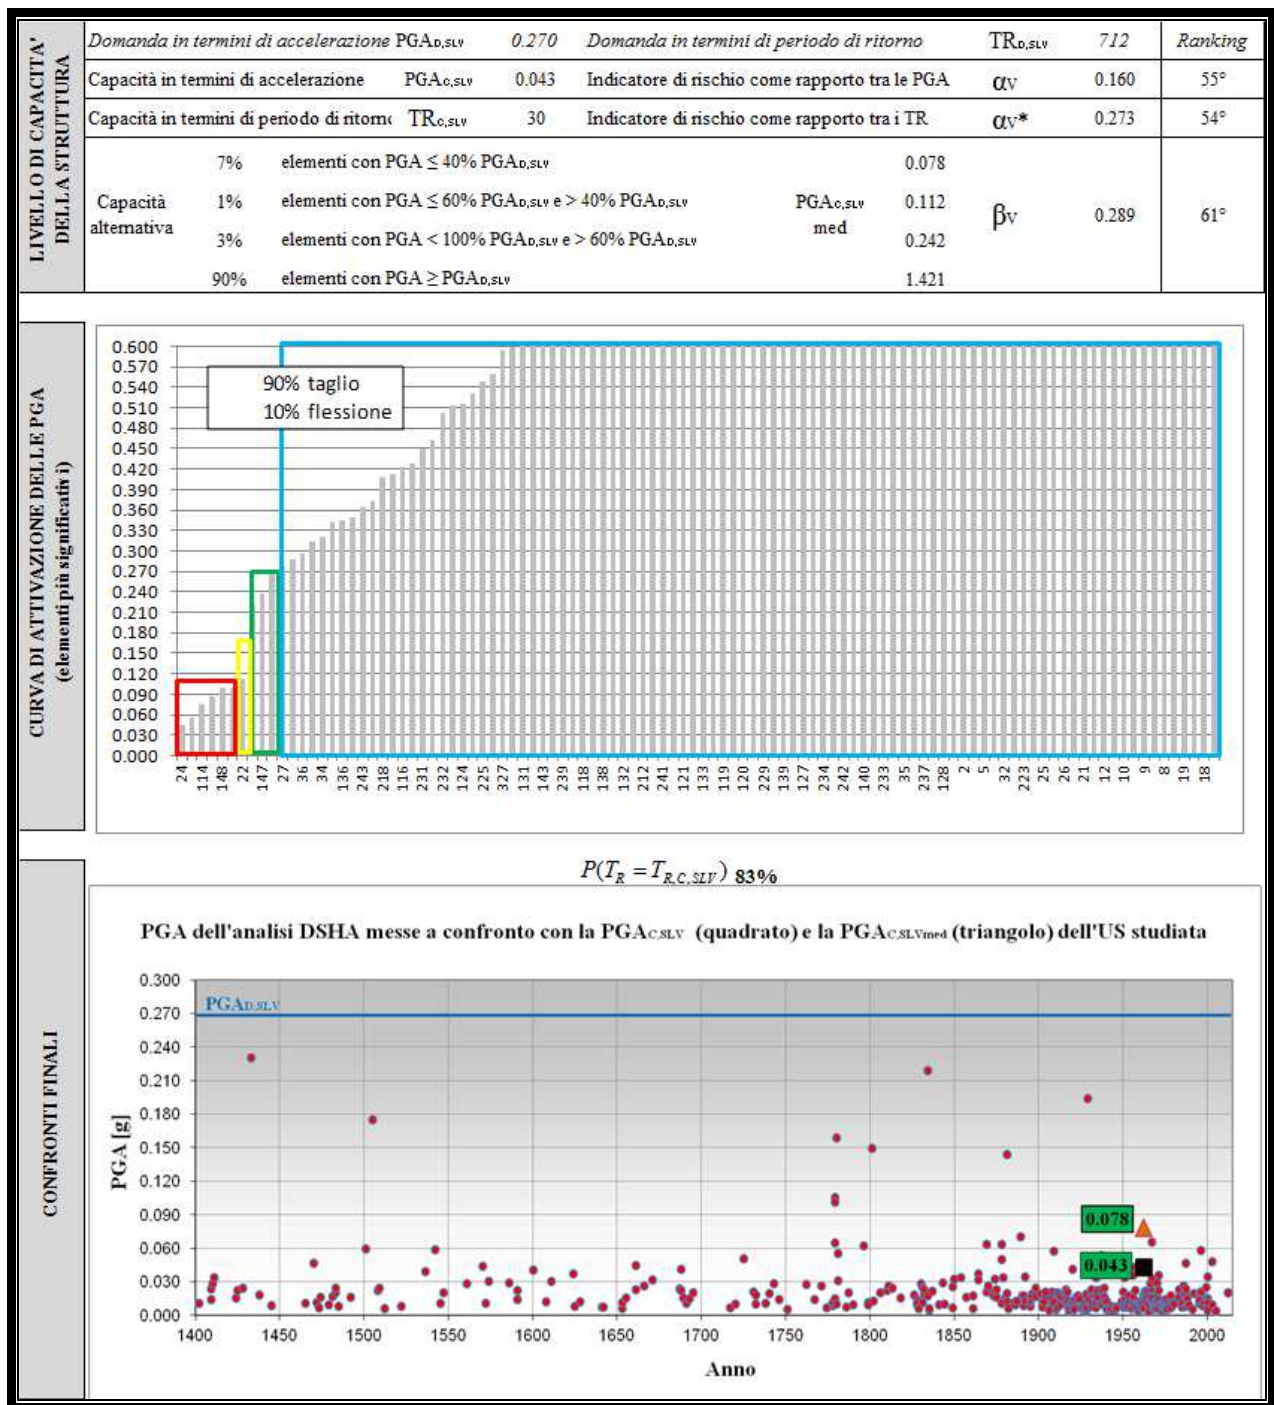 LIVELLO DI CAPACITA'
DELLA STRUTTURA
Domanda in termini di accelerazione PGAD,SLV 0.270 Domanda in termini di periodo di ritorno TRD,SLV 712 Ranking
Capacità in termini di accelerazione PGAC,SLV 0.043 Indicatore di rischio come rapporto tra le PGA αV 0.160 55°
Capacità in termini di periodo di ritorno TRC,SLV 30 Indicatore di rischio come rapporto tra i TR αV* 0.273 54°
Capacità
alternativa
7% elementi con PGA ≤ 40% PGAD,SLV 0.078
1% elementi con PGA ≤ 60% PGAD,SLV e > 40% PGAD,SLV 0.112
3% elementi con PGA < 100% PGAD,SLV e > 60% PGAD,SLV 0.242
90% elementi con PGA ≥ PGAD,SLV 1.421
PGAC,SLV
med
βV 0.289 61°
CURVA DI ATTIVAZIONE DELLE PGA
(elementi più significativi)
0.600
0.570
0.540
0.510
0.480
0.450
0.420
0.390
0.360
0.330
0.300
0.270
0.240
0.210
0.180
0.150
0.120
0.090
0.060
0.030
0.000
90% taglio
10% flessione
24 114 148 22 147 27 36 34 136 243 218 116 231 232 124 225 327 131 143 239 118 138 132 212 241 121 133 119 120 229 139 127 234 242 140 233 35 237 128 2 5 32 223 25 26 21 12 10 9 8 19 18
CONFRONTI FINALI
P(TR = TR,C,SLV) 83%
PGA dell'analisi DSHA messe a confronto con la PGAC,SLV (quadrato) e la PGAC,SLVmed (triangolo) dell'US studiata
PGA [g]
0.300
0.270
0.240
0.210
0.180
0.150
0.120
0.090
0.060
0.030
0.000
PGAD,SLV
0.078
0.043
1400 1450 1500 1550 1600 1650 1700 1750 1800 1850 1900 1950 2000
Anno